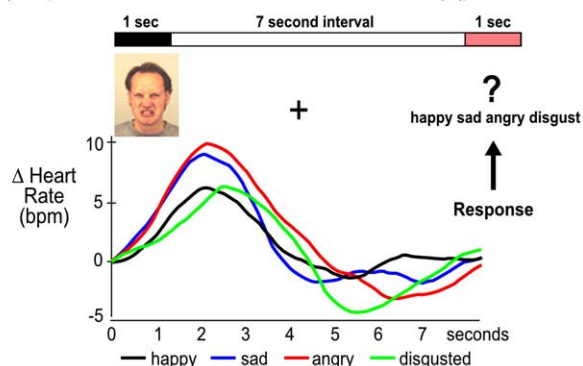 1 sec 7 second interval 1 sec
+
?
happy sad angry disgust
Response
Δ Heart
Rate
(bpm)
10
5
0
-5
0 1 2 3 4 5 6 7 seconds
happy sad angry disgusted